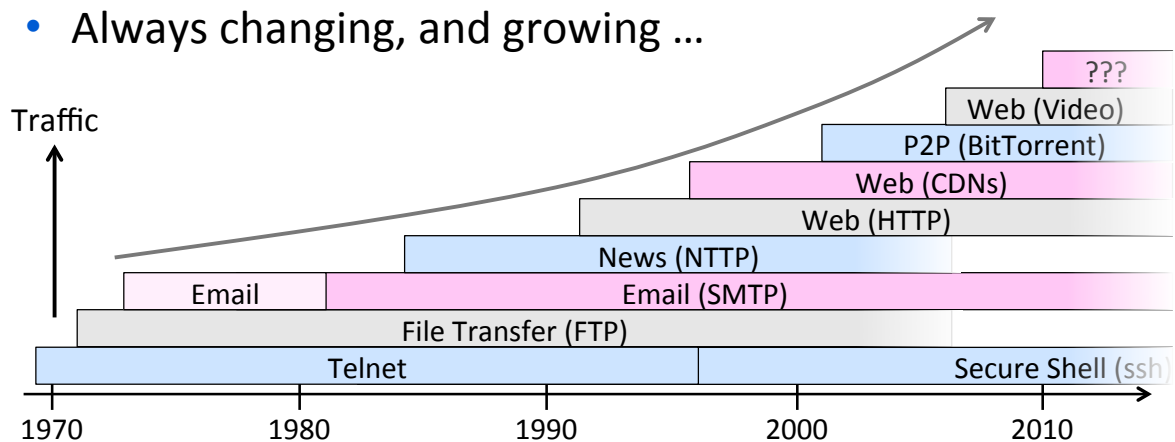 • Always changing, and growing …
???
Web (Video)
Traffic
P2P (BitTorrent)
Web (CDNs)
Web (HTTP)
News (NTTP)
Email Email (SMTP)
File Transfer (FTP)
Telnet Secure Shell (ssh)
1970 1980 1990 2000 2010